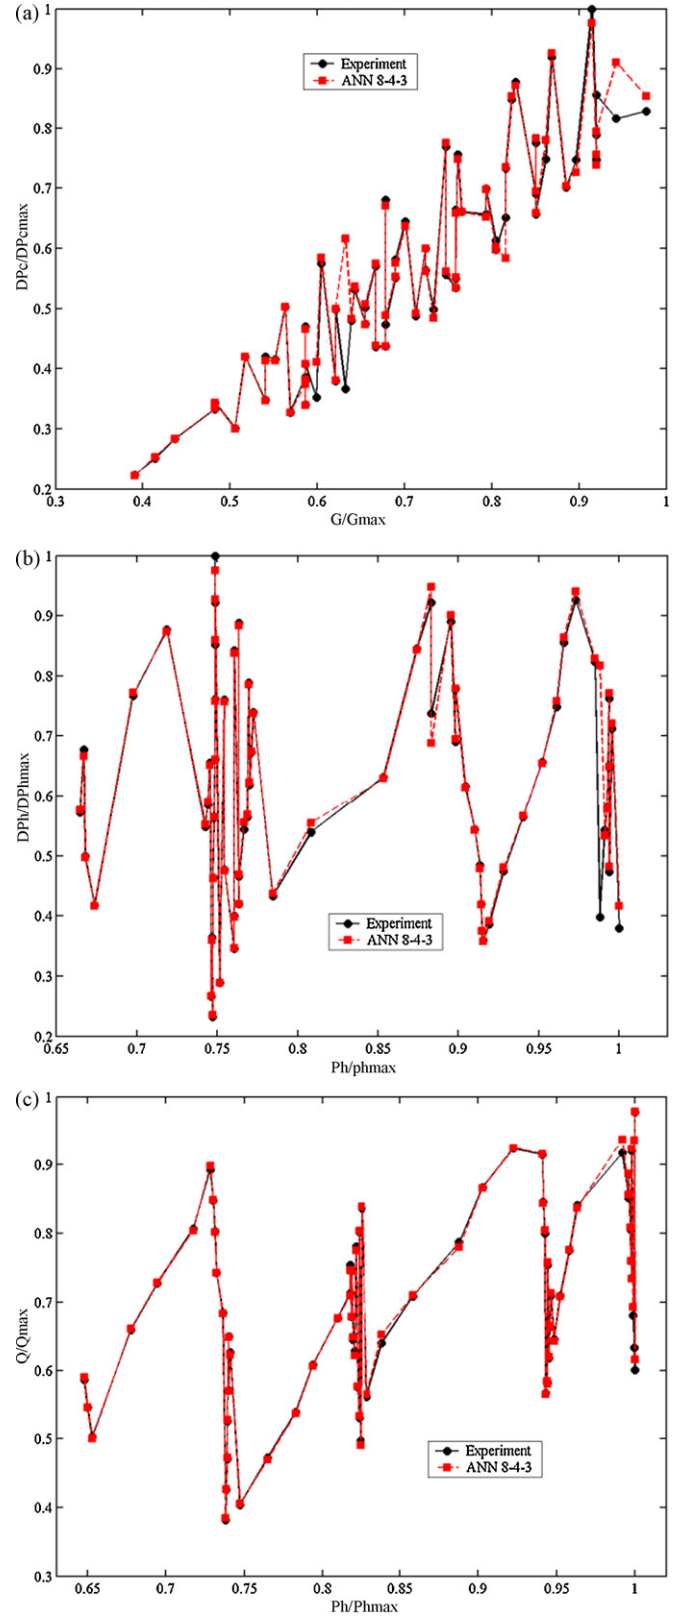 (a)
1
0.9
0.8
0.7
0.6
0.5
0.4
0.3
0.2
DPc/DPcmax
Experiment
ANN 8-4-3
0.3 0.4 0.5 0.6 0.7 0.8 0.9 1
G/Gmax
(b)
1
0.9
0.8
0.7
0.6
0.5
0.4
0.3
0.2
DPh/DPhmax
Experiment
ANN 8-4-3
0.65 0.7 0.75 0.8 0.85 0.9 0.95 1
Ph/phmax
(c)
1
0.9
0.8
0.7
0.6
0.5
0.4
0.3
Q/Qmax
Experiment
ANN 8-4-3
0.65 0.7 0.75 0.8 0.85 0.9 0.95 1
Ph/Phmax